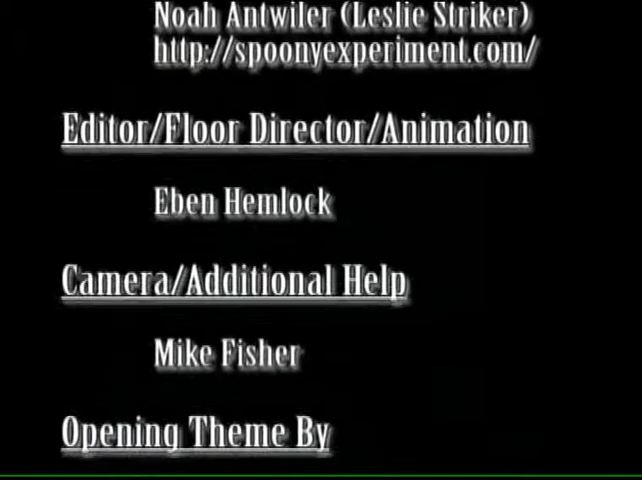 Noah Antwiler (Leslie Striker)
http://spoonyexperiment.com/
Editor/Floor Director/Animation
Eben Hemlock
Camera/Additional Help
Mike Fisher
Opening Theme By